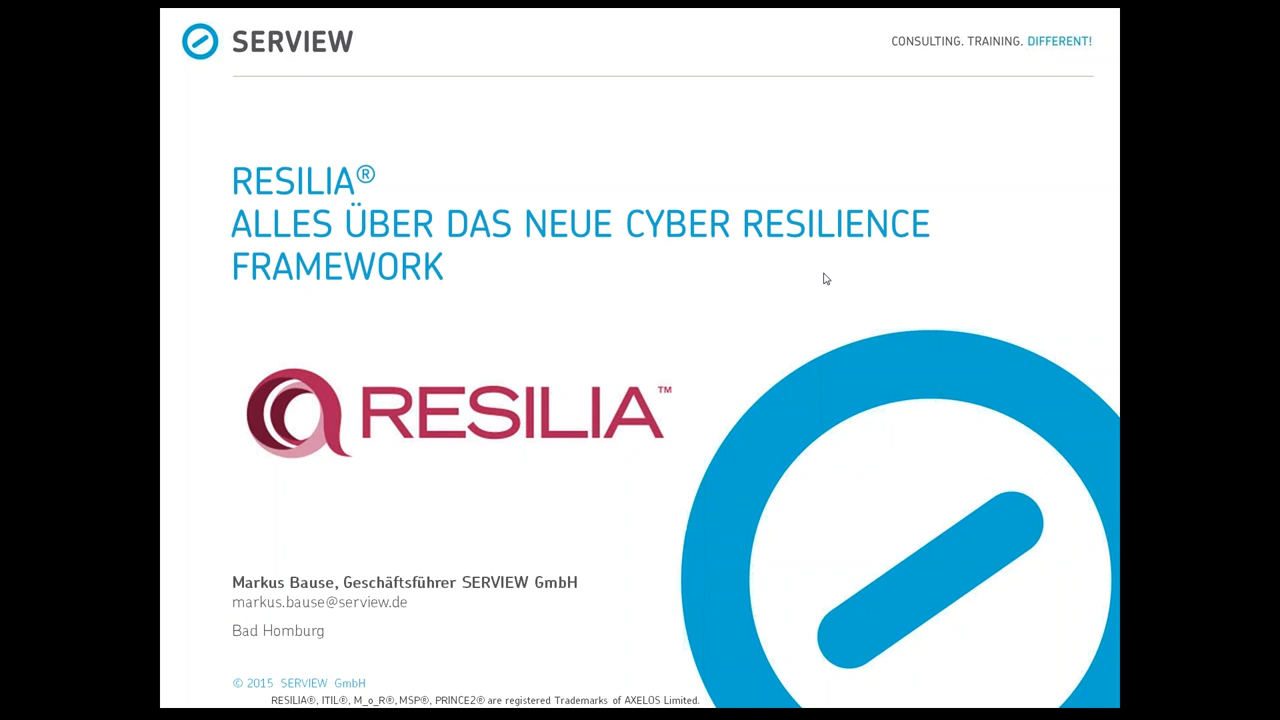 SERVIEW
CONSULTING. TRAINING. DIFFERENT!
RESILIA®
ALLES ÜBER DAS NEUE CYBER RESILIENCE
FRAMEWORK
RESILIA™
Markus Bause, Geschäftsführer SERVIEW GmbH
markus.bause@serview.de
Bad Homburg
© 2015 SERVIEW GmbH
RESILIA®, ITIL®, M_o_R®, MSP®, PRINCE2® are registered Trademarks of AXELOS Limited.